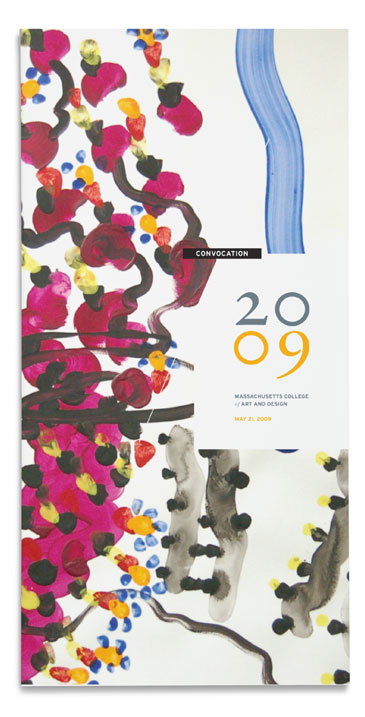 CONVOCATION
20
09
MASSACHUSETTS COLLEGE
of ART AND DESIGN
MAY 21, 2009